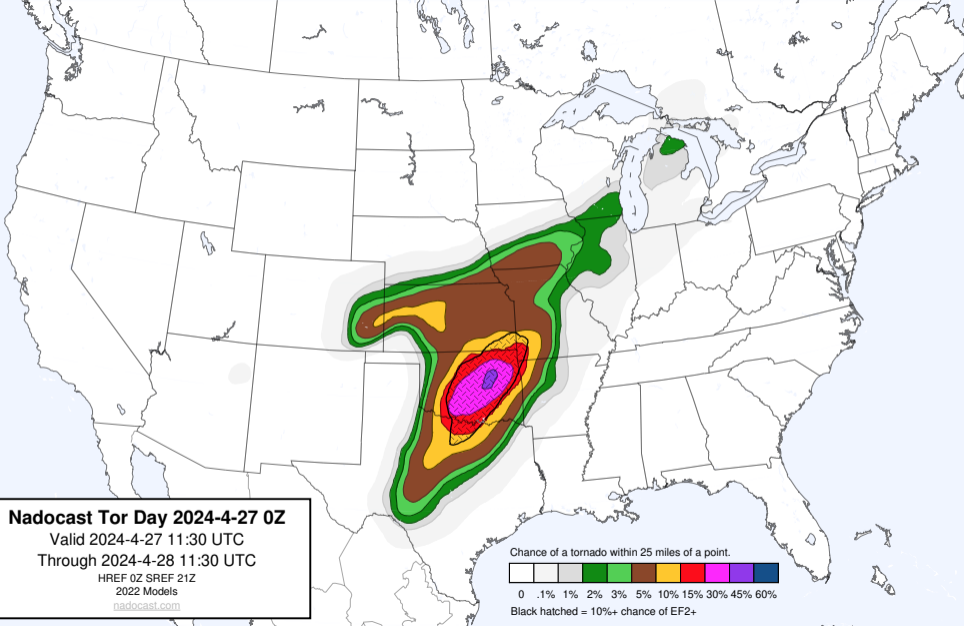 Nadocast Tor Day 2024-4-27 0Z
Valid 2024-4-27 11:30 UTC
Through 2024-4-28 11:30 UTC
HREF 0Z SREF 21Z
2022 Models
nadocast.com
Chance of a tornado within 25 miles of a point.
0 .1% 1% 2% 3% 5% 10% 15% 30% 45% 60%
Black hatched = 10%+ chance of EF2+